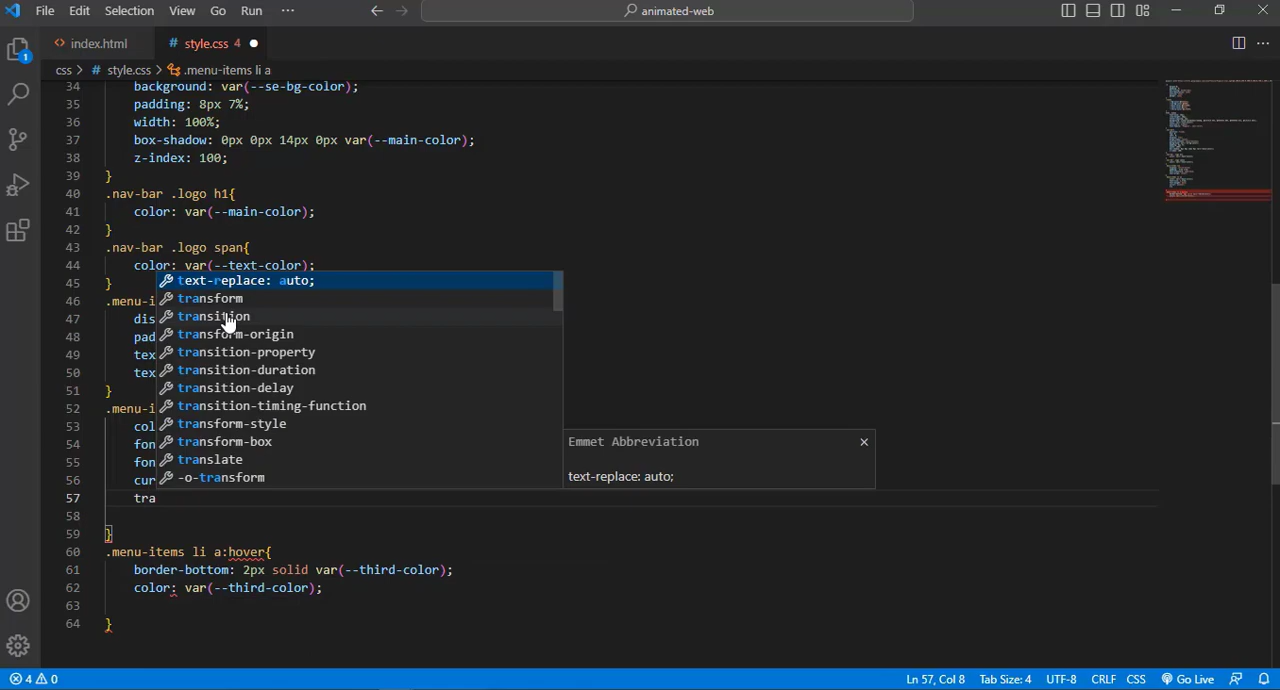 File Edit Selection View Go Run ··· animated-web
index.html # style.css 4
css > # style.css > .menu-items li a
34 background: var(--se-bg-color);
35 padding: 8px 7%;
36 width: 100%;
37 box-shadow: 0px 0px 14px 0px var(--main-color);
38 z-index: 100;
39 }
40 .nav-bar .logo h1{
41 color: var(--main-color);
42 }
43 .nav-bar .logo span{
44 color: var(--text-color);
45 }
text-replace: auto;
46 .menu-i
transform
47 dis
transition
48 pad
transform-origin
49 tex
transition-property
50 tex
transition-duration
51 }
transition-delay
52 .menu-i
transition-timing-function
53 col
transform-style
54 fon
transform-box
Emmet Abbreviation
55 fon
translate
56 cur
-o-transform
text-replace: auto;
57 tra
58
59 }
60 .menu-items li a:hover{
61 border-bottom: 2px solid var(--third-color);
62 color: var(--third-color);
63
64 }
1
4 0 Ln 57, Col 8 Tab Size: 4 UTF-8 CRLF CSS Go Live